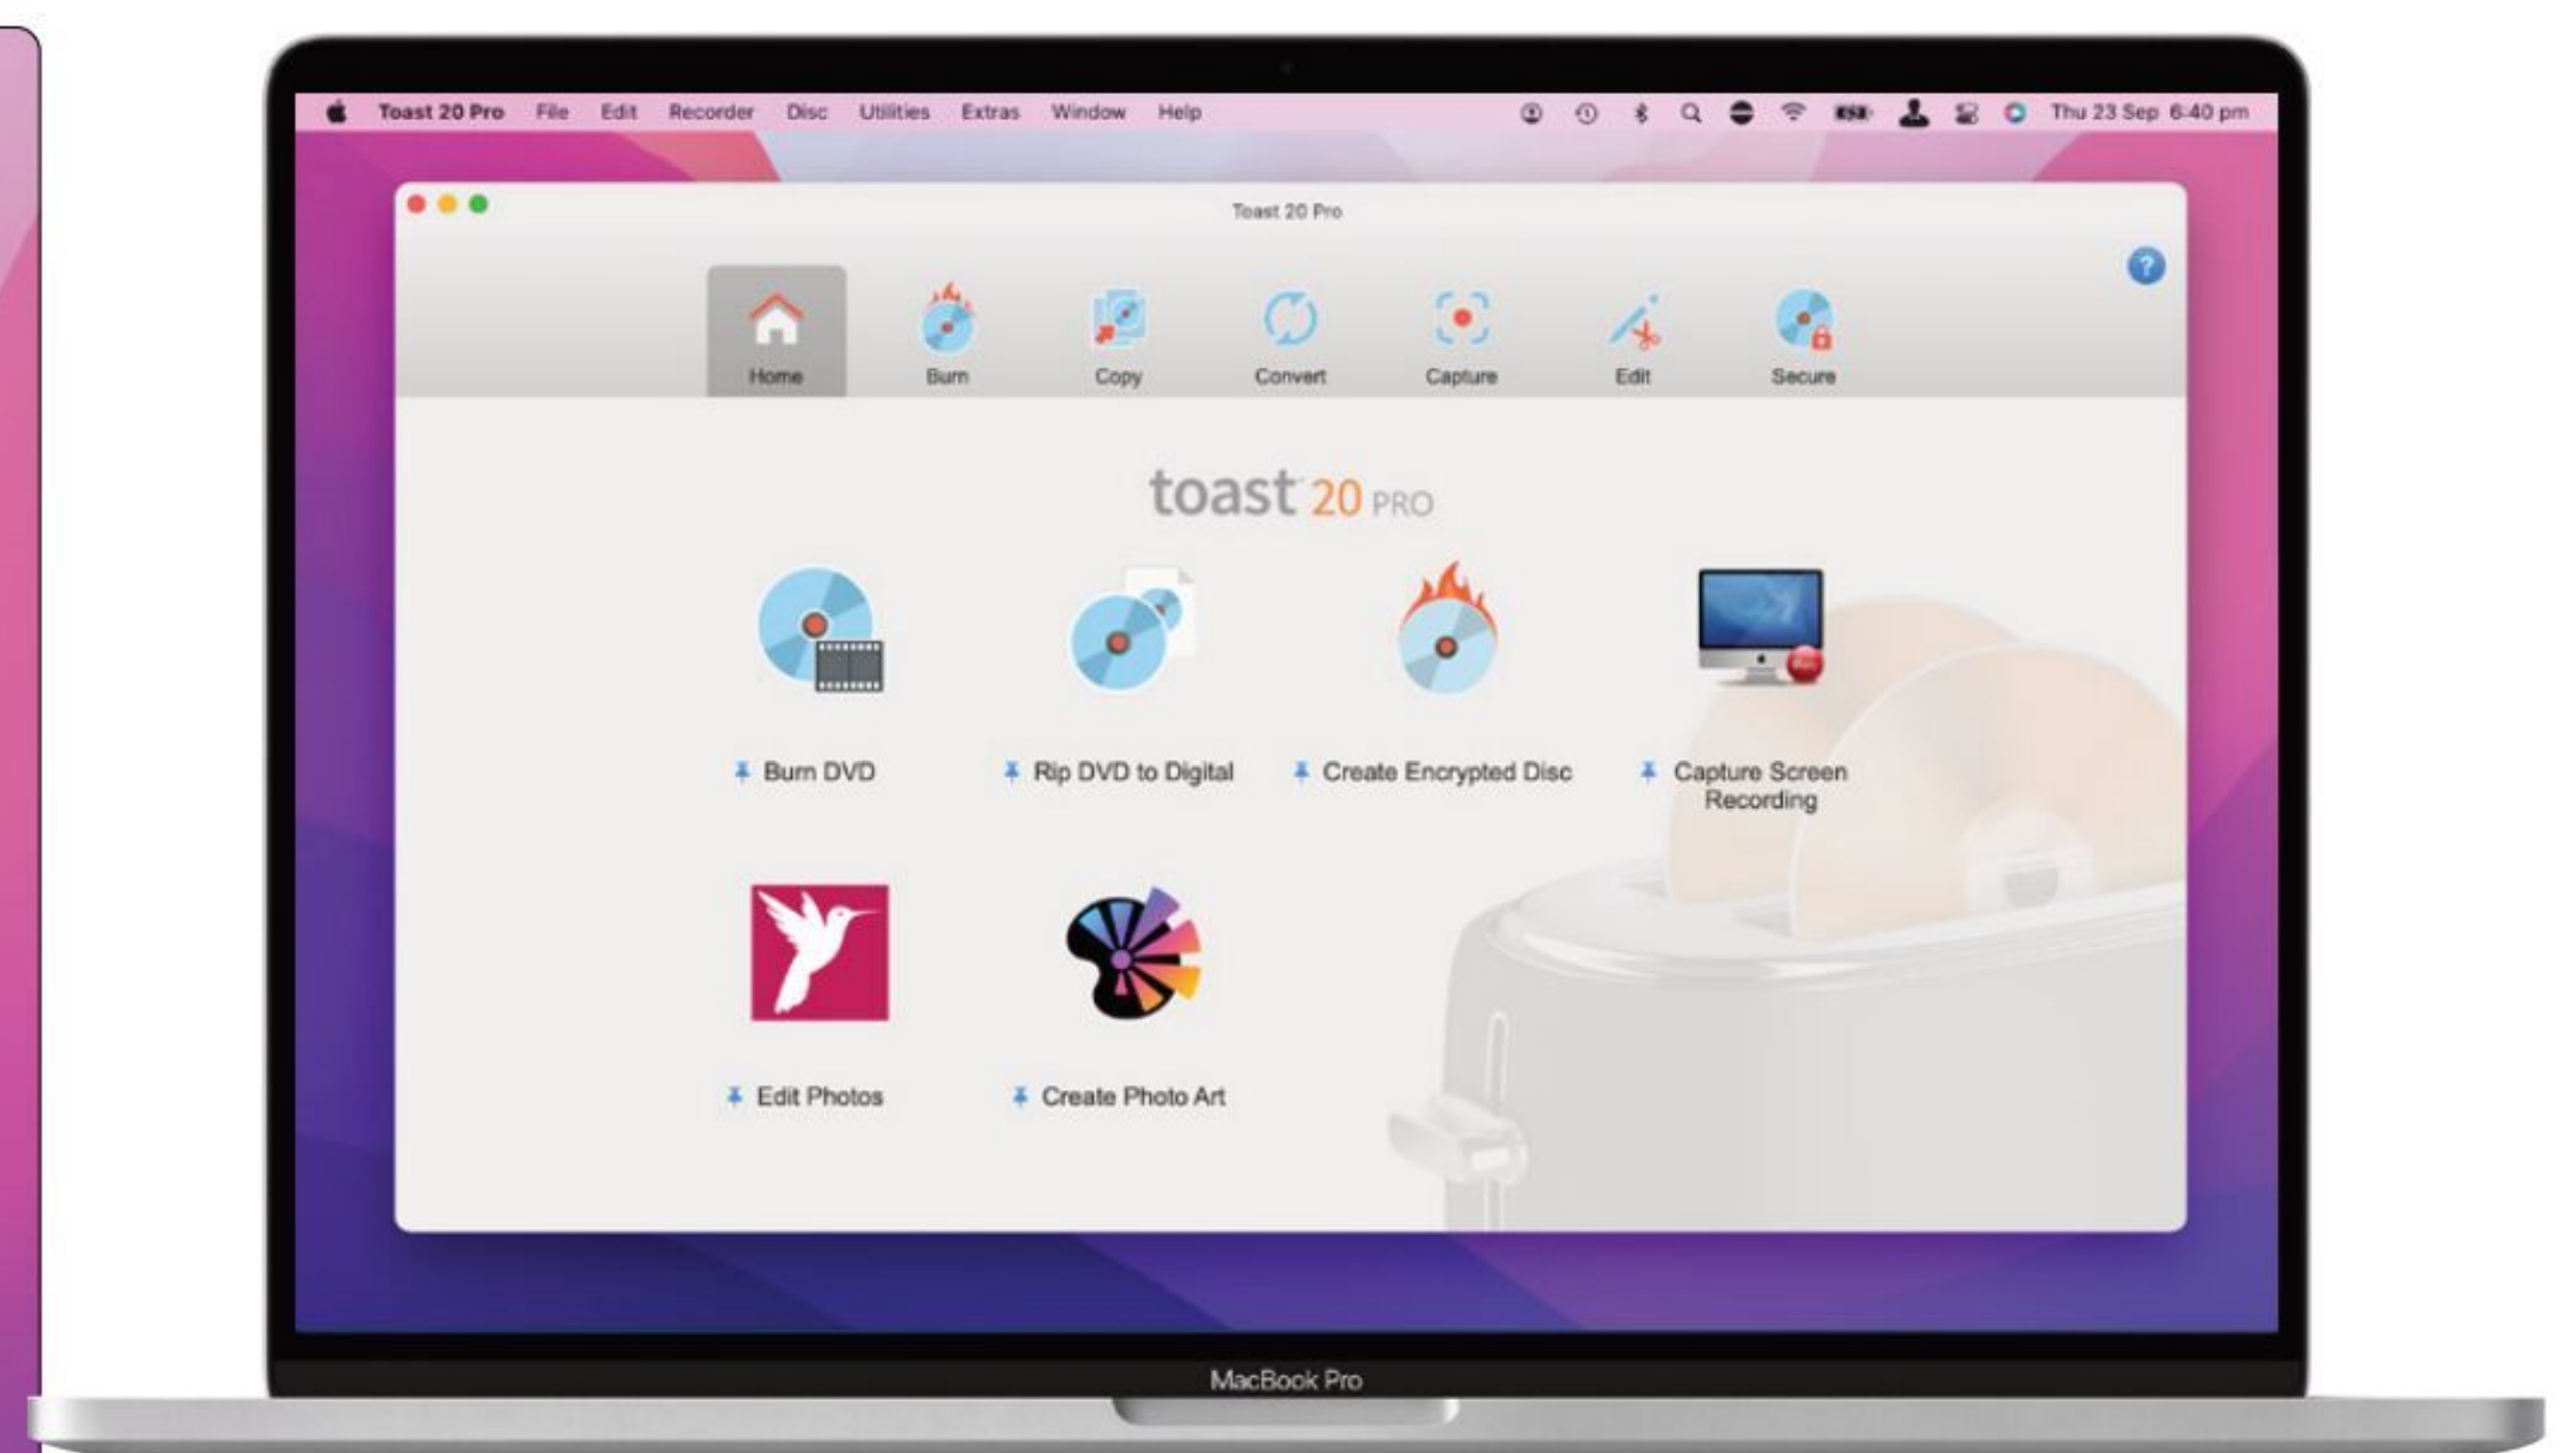 Toast 20 Pro File Edit Recorder Disc Utilities Extras Window Help Thu 23 Sep 6:40 pm
Toast 20 Pro
?
Home Burn Copy Convert Capture Edit Secure
toast 20 PRO
Burn DVD Rip DVD to Digital Create Encrypted Disc Capture Screen
Recording
Edit Photos Create Photo Art
MacBook Pro